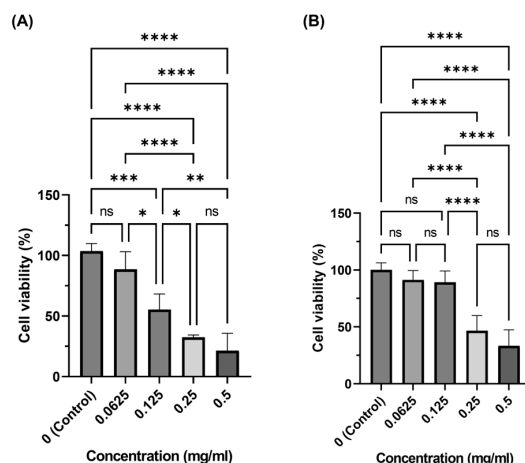 (A)
****
****
****
****
***
**
ns
*
*
ns
150
100
50
0
Cell viability (%)
0 (Control)
0.0625
0.125
0.25
0.5
Concentration (mg/ml)
(B)
****
****
****
****
****
ns
****
ns
ns
ns
150
100
50
0
Cell viability (%)
0 (Control)
0.0625
0.125
0.25
0.5
Concentration (mg/ml)